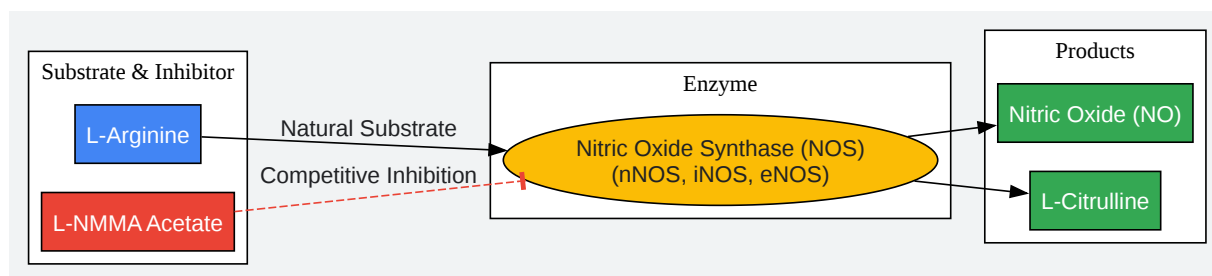 Substrate & Inhibitor
L-Arginine
L-NMMA Acetate
Natural Substrate
Competitive Inhibition
Enzyme
Nitric Oxide Synthase (NOS)
(nNOS, iNOS, eNOS)
Products
Nitric Oxide (NO)
L-Citrulline